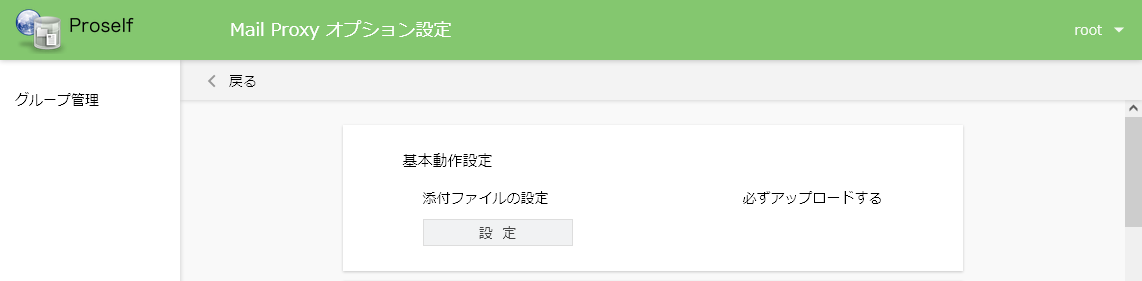 Proself
Mail Proxy オプション設定
root
グループ管理
戻る
基本動作設定
添付ファイルの設定
必ずアップロードする
設 定